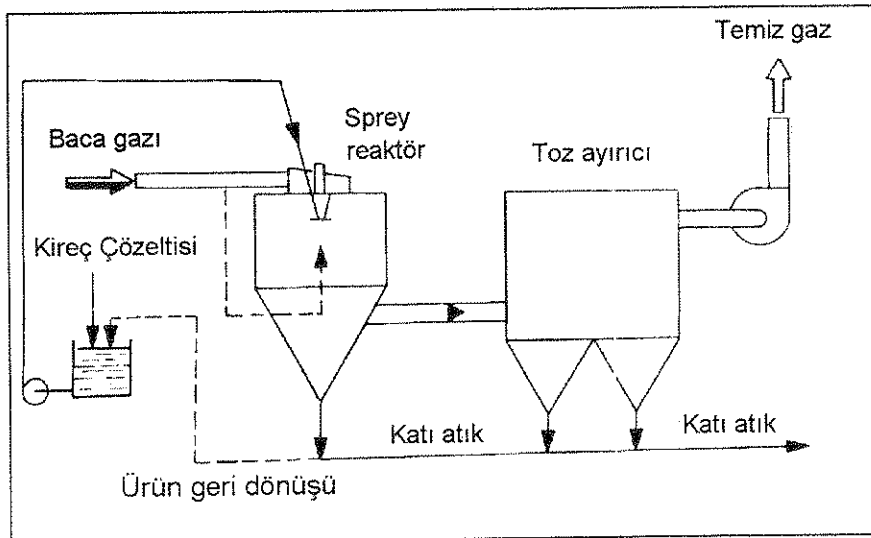 Temiz gaz
Sprey
reaktör
Baca gazı
Toz ayırıcı
Kireç Çözeltisi
Katı atık
Katı atık
Ürün geri dönüşü